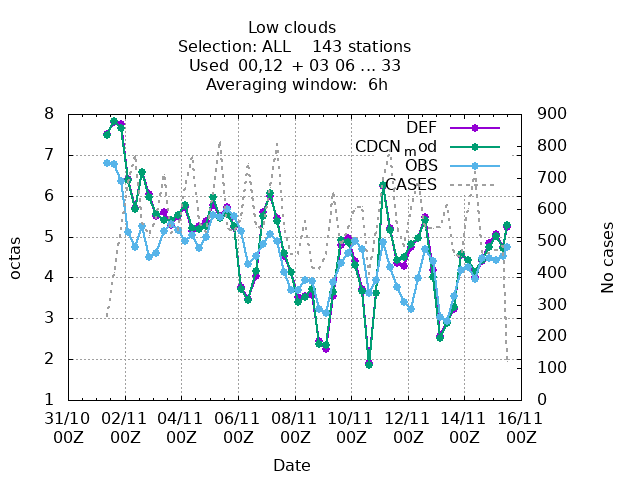 Low clouds
Selection: ALL    143 stations
Used  00,12  + 03 06 ... 33
Averaging window:  6h
8 900
7 800
700
6 600
5 500
4 400
3 300
2 200
100
1 0
DEF
CDCN_mod
OBS
CASES
octas
No cases
31/10 02/11 04/11 06/11 08/11 10/11 12/11 14/11 16/11
00Z 00Z 00Z 00Z 00Z 00Z 00Z 00Z 00Z
Date